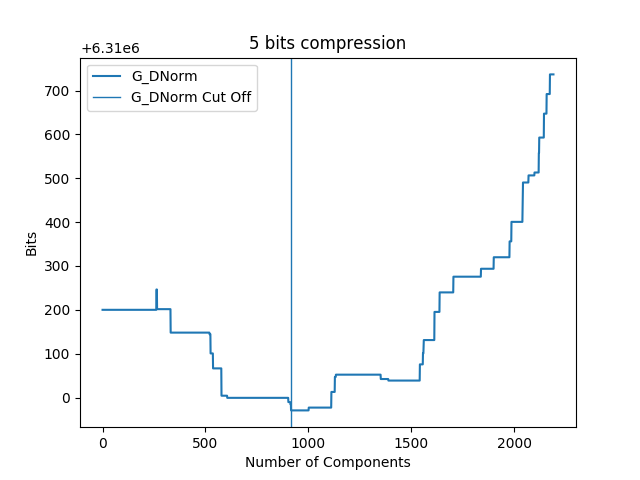 5 bits compression
+6.31e6
G_DNorm
G_DNorm Cut Off
700
600
500
400
300
200
100
0
Bits
0 500 1000 1500 2000
Number of Components